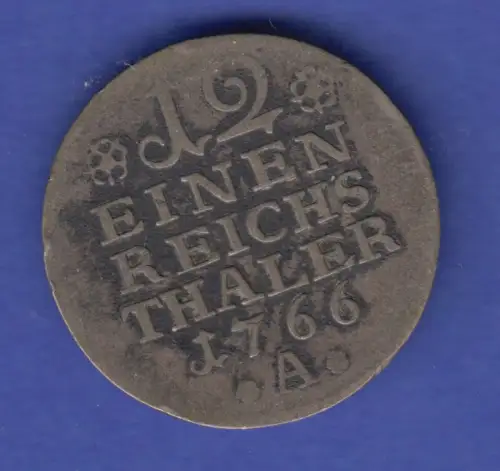 12
EINEN
REICHS
THALER
1766
·A·